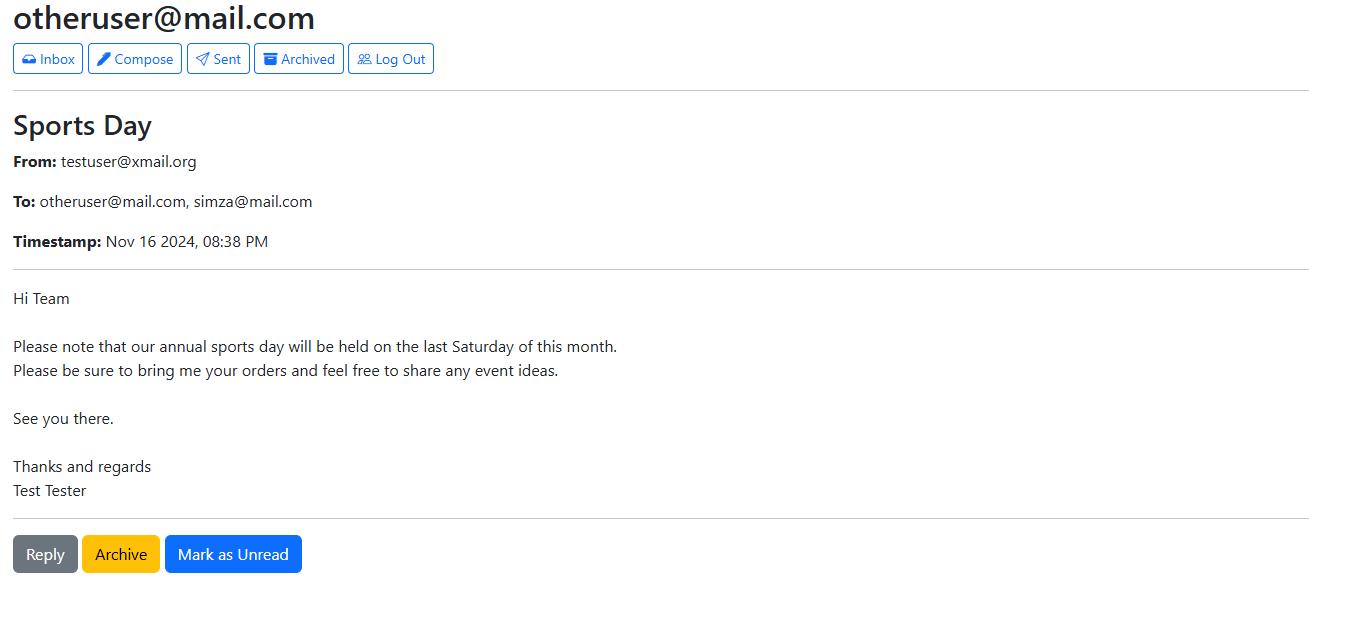 otheruser@mail.com
Inbox Compose Sent Archived Log Out
Sports Day
From: testuser@xmail.org
To: otheruser@mail.com, simza@mail.com
Timestamp: Nov 16 2024, 08:38 PM
Hi Team
Please note that our annual sports day will be held on the last Saturday of this month.
Please be sure to bring me your orders and feel free to share any event ideas.
See you there.
Thanks and regards
Test Tester
Reply Archive Mark as Unread